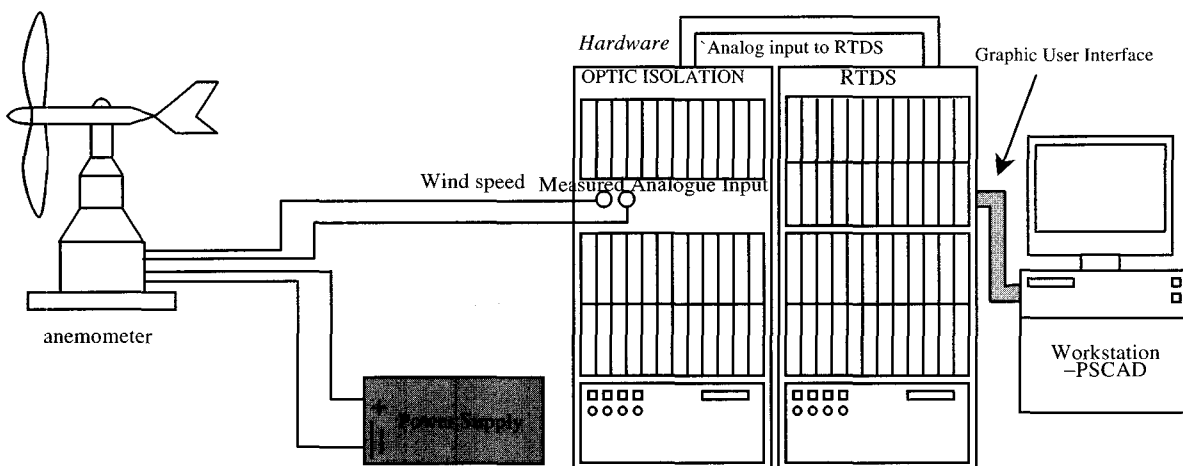 Hardware
`Analog input to RTDS
Graphic User Interface
OPTIC ISOLATION
RTDS
Wind speed
Measured Analogue Input
anemometer
Workstation
–PSCAD
+
Power Supply